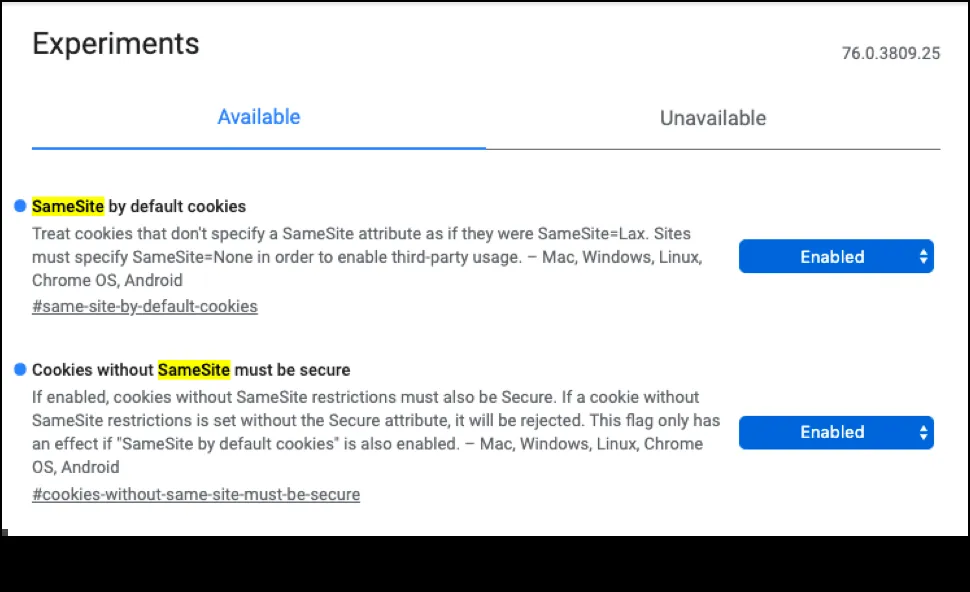 Experiments
76.0.3809.25
Available
Unavailable
SameSite by default cookies
Treat cookies that don't specify a SameSite attribute as if they were SameSite=Lax. Sites
must specify SameSite=None in order to enable third-party usage. – Mac, Windows, Linux,
Chrome OS, Android
#same-site-by-default-cookies
Enabled
Cookies without SameSite must be secure
If enabled, cookies without SameSite restrictions must also be Secure. If a cookie without
SameSite restrictions is set without the Secure attribute, it will be rejected. This flag only has
an effect if "SameSite by default cookies" is also enabled. – Mac, Windows, Linux, Chrome
OS, Android
#cookies-without-same-site-must-be-secure
Enabled